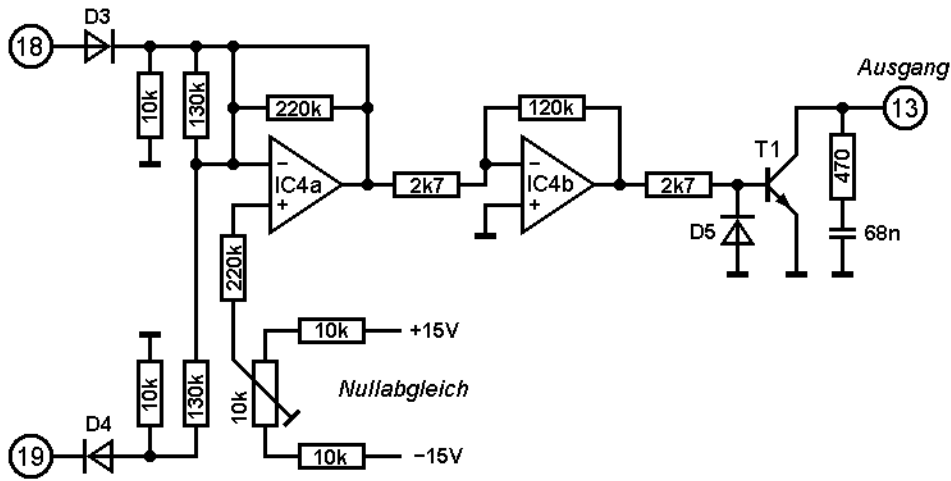 D3
18
10k
130k
220k
IC4a
−
+
220k
2k7
120k
IC4b
−
+
2k7
D5
T1
Ausgang
13
470
68n
10k
+15V
10k
Nullabgleich
10k
−15V
10k
130k
D4
19